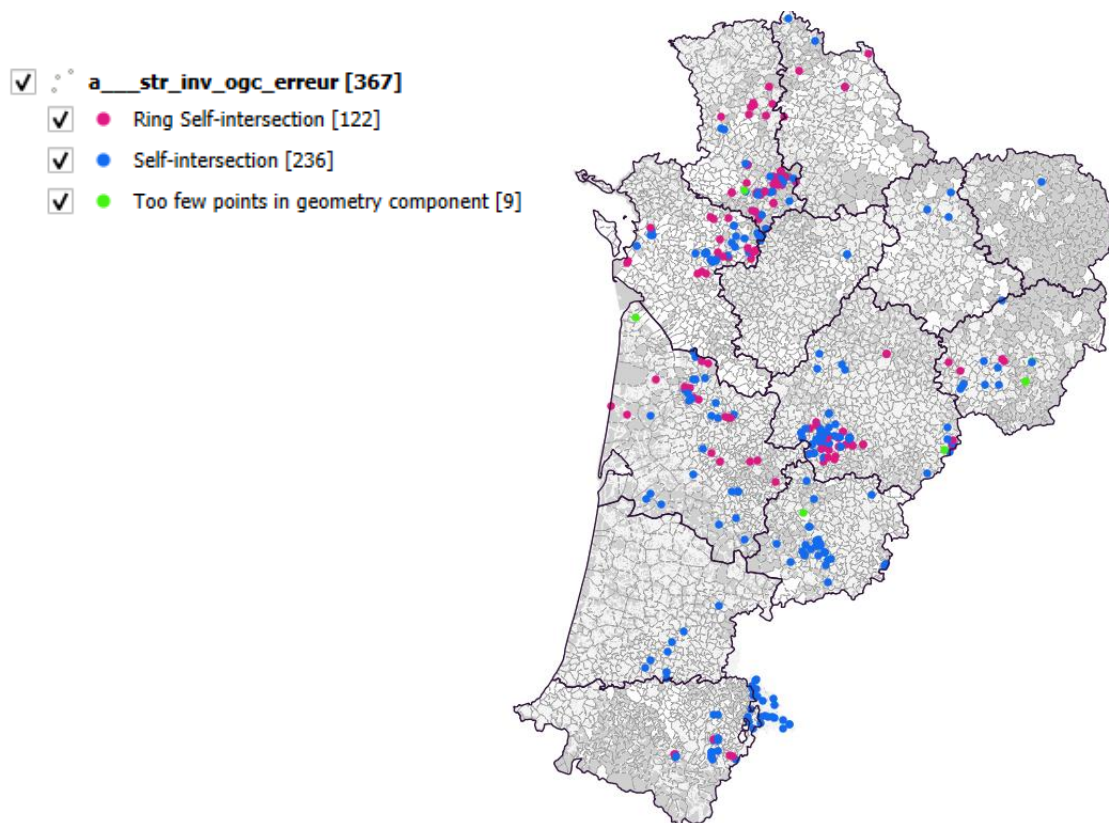 a___str_inv_ogc_erreur [367]
Ring Self-intersection [122]
Self-intersection [236]
Too few points in geometry component [9]